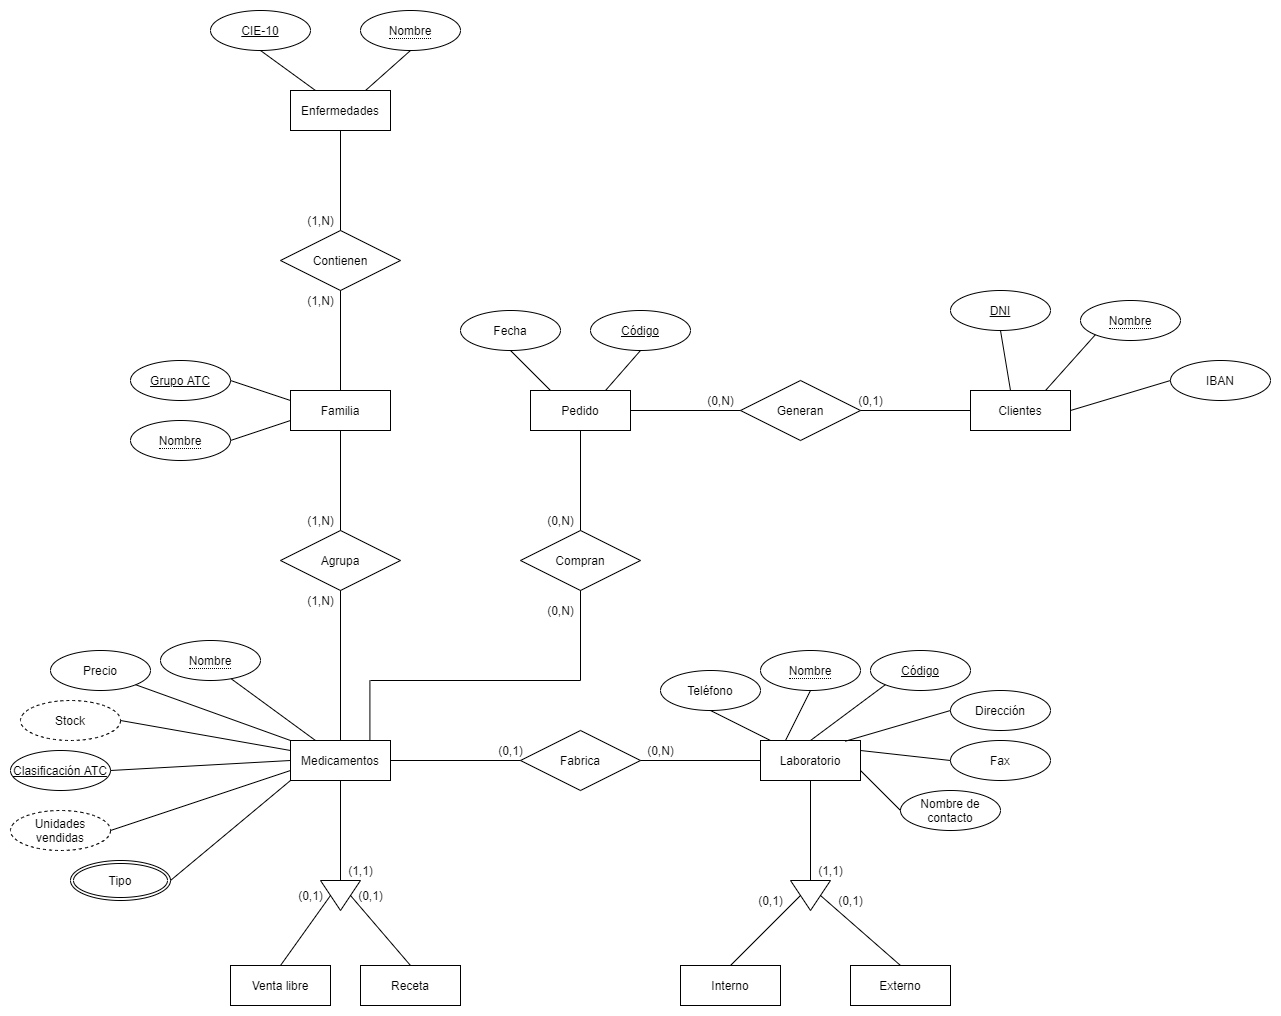 CIE-10
Nombre
Enfermedades
(1,N)
Contienen
(1,N)
Grupo ATC
Nombre
Familia
Fecha
Código
Pedido
(0,N)
Generan
(0,1)
DNI
Nombre
IBAN
Clientes
(1,N)
Agrupa
(1,N)
(0,N)
Compran
(0,N)
Precio
Nombre
Stock
Clasificación ATC
Unidades
vendidas
Tipo
Medicamentos
(0,1)
Fabrica
(0,N)
Teléfono
Nombre
Código
Dirección
Fax
Nombre de
contacto
Laboratorio
(1,1)
(0,1)
(0,1)
Venta libre
Receta
(1,1)
(0,1)
(0,1)
Interno
Externo